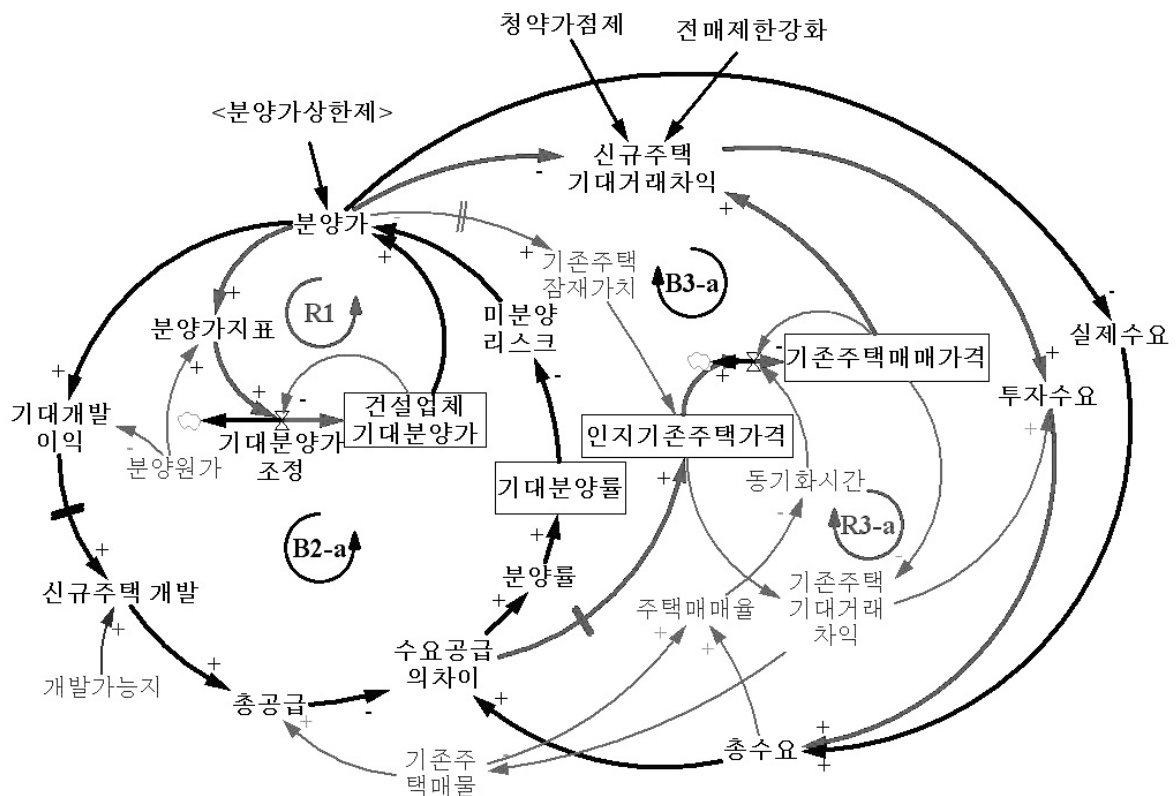 청약가점제
전매제한강화
<분양가상한제>
신규주택
기대거래차익
-
+
분양가
-
+
+
기존주택
잠재가치
B3-a
R1
+
분양가지표
+
미분양
리스크
-
실제수요
-
+
-
기존주택매매가격
+
투자수요
+
+
기대개발
이익
-
분양원가
+
-
기대분양가
조정
건설업체
기대분양가
-
인지기존주택가격
+
기대분양률
+
동기화시간
-
R3-a
B2-a
+
신규주택 개발
+
분양률
+
주택매매율
+
+
-
기존주택
기대거래
차익
수요공급
의차이
+
개발가능지
+
총공급
+
-
기존주
택매물
-
총수요
+
+